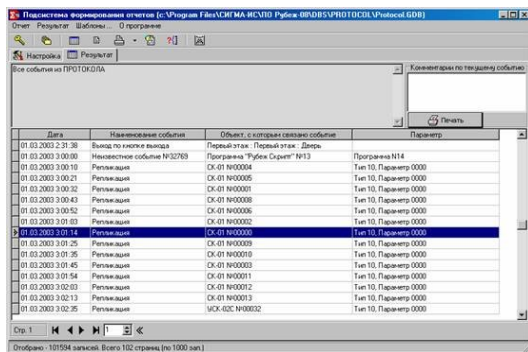 Подсистема формирования отчетов (c:\Program Files\СИГМА-ИС\ПО Рубеж-08\DBS\PROTOCOL\Protocol.GDB)
Отчет Результат Шаблоны... О программе
Настройка Результат
Все события из ПРОТОКОЛА
Комментарии по текущему событию
Печать
Дата Наименование события Объект, с которым связано событие Параметр
01.03.2003 2:31:38 Выход по кнопке выхода Первый этаж : Первый этаж : Дверь
01.03.2003 3:00:00 Неизвестное событие №32769 Программа "Рубеж Скрипт" №13 Программа N14
01.03.2003 3:00:10 Репликация СК-01 №00004 Тип 10, Параметр 0000
01.03.2003 3:00:21 Репликация СК-01 №00005 Тип 10, Параметр 0000
01.03.2003 3:00:32 Репликация СК-01 №00001 Тип 10, Параметр 0000
01.03.2003 3:00:43 Репликация СК-01 №00008 Тип 10, Параметр 0000
01.03.2003 3:00:52 Репликация СК-01 №00006 Тип 10, Параметр 0000
01.03.2003 3:01:03 Репликация СК-01 №00002 Тип 10, Параметр 0000
01.03.2003 3:01:14 Репликация СК-01 №00000 Тип 10, Параметр 0000
01.03.2003 3:01:25 Репликация СК-01 №00009 Тип 10, Параметр 0000
01.03.2003 3:01:35 Репликация СК-01 №00010 Тип 10, Параметр 0000
01.03.2003 3:01:45 Репликация СК-01 №00003 Тип 10, Параметр 0000
01.03.2003 3:01:54 Репликация СК-01 №00011 Тип 10, Параметр 0000
01.03.2003 3:02:03 Репликация СК-01 №00012 Тип 10, Параметр 0000
01.03.2003 3:02:13 Репликация СК-01 №00013 Тип 10, Параметр 0000
01.03.2003 3:02:35 Репликация УСК-02С №00032 Тип 10, Параметр 0000
Стр. 1 1
Отобрано - 101594 записей. Всего 102 страниц (по 1000 зап.)